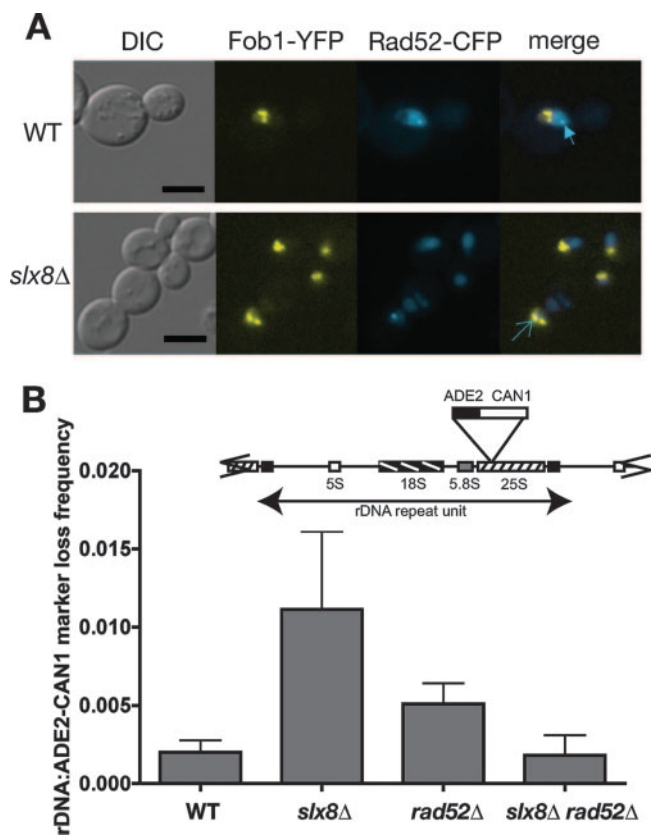 A
DIC Fob1-YFP Rad52-CFP merge
WT
slx8Δ
B
ADE2 CAN1
5S 18S 5.8S 25S
rDNA repeat unit
rDNA:ADE2-CAN1 marker loss frequency
0.020
0.015
0.010
0.005
0.000
WT slx8Δ rad52Δ slx8Δ rad52Δ